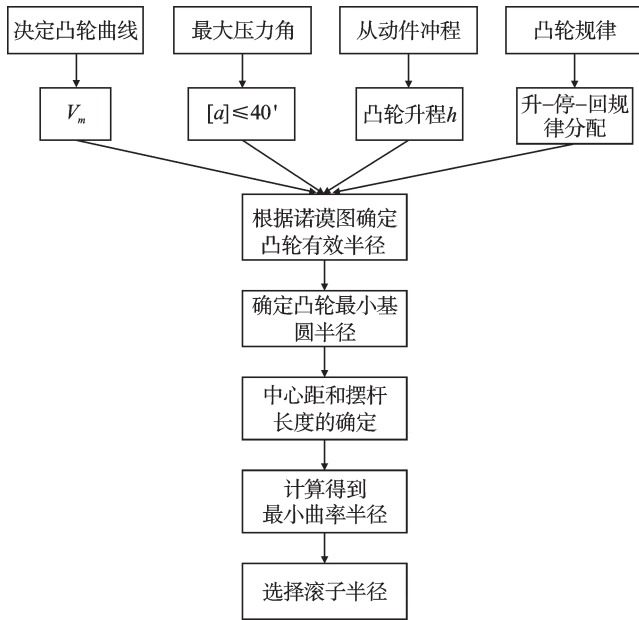 决定凸轮曲线
最大压力角
从动件冲程
凸轮规律
Vm
[a]≤40'
凸轮升程h
升-停-回规
律分配
根据诺谟图确定
凸轮有效半径
确定凸轮最小基
圆半径
中心距和摆杆
长度的确定
计算得到
最小曲率半径
选择滚子半径